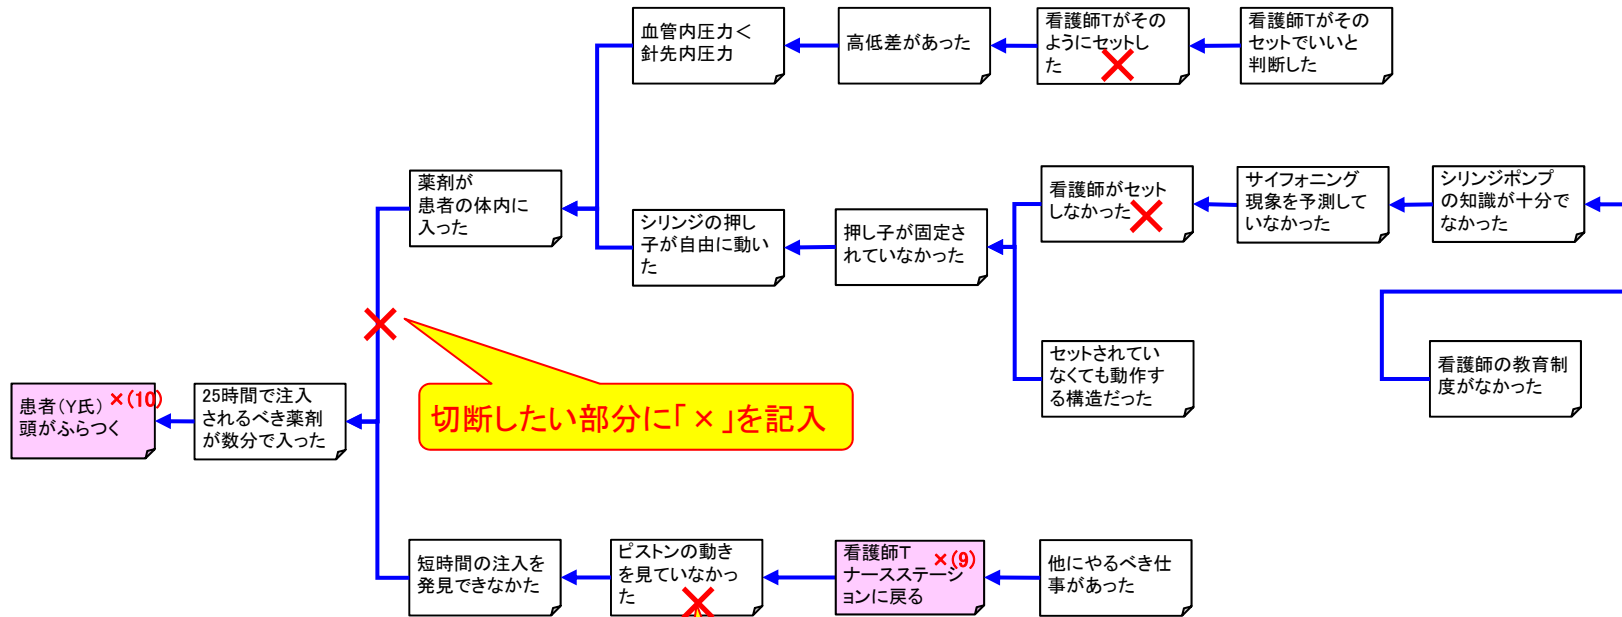 血管内圧力＜
針先内圧力
高低差があった
看護師Tがその
ようにセットし
た
看護師Tがその
セットでいいと
判断した
薬剤が
患者の体内に
入った
シリンジの押し
子が自由に動い
た
押し子が固定さ
れていなかった
看護師がセット
しなかった
サイフォニング
現象を予測して
いなかった
シリンジポンプ
の知識が十分で
なかった
セットされてい
なくても動作す
る構造だった
看護師の教育制
度がなかった
患者（Y氏） ×(10)
頭がふらつく
25時間で注入
されるべき薬剤
が数分で入った
切断したい部分に「×」を記入
短時間の注入を
発見できなかた
ピストンの動き
を見ていなかっ
た
看護師T ×(9)
ナースステーシ
ョンに戻る
他にやるべき仕
事があった